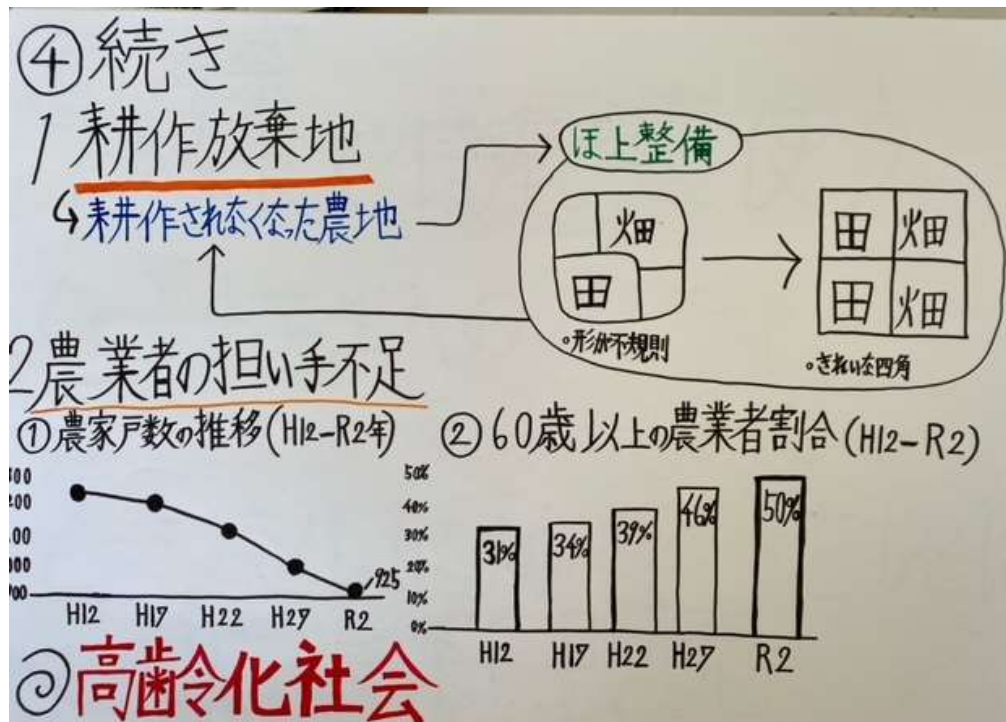 ④続き
1 耕作放棄地
↳耕作されなくなった農地
ほ上整備
畑
田
。形が不規則
田 畑
田 畑
。きれいな四角
2農業者の担い手不足
①農家戸数の推移(H12-R2年)
925
H12 H17 H22 H27 R2
②60歳以上の農業者割合(H12-R2)
50%
40%
30%
20%
10%
0%
31% 34% 39% 46% 50%
H12 H17 H22 H27 R2
高齢化社会